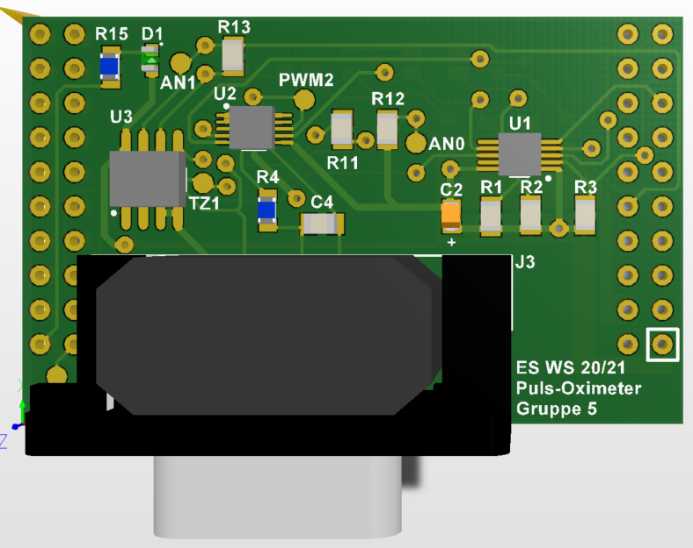 R15
D1
R13
AN1
U2
PWM2
U3
R12
R11
AN0
U1
R4
TZ1
C4
C2
R1
R2
R3
+
J3
ES WS 20/21
Puls-Oximeter
Gruppe 5
Z